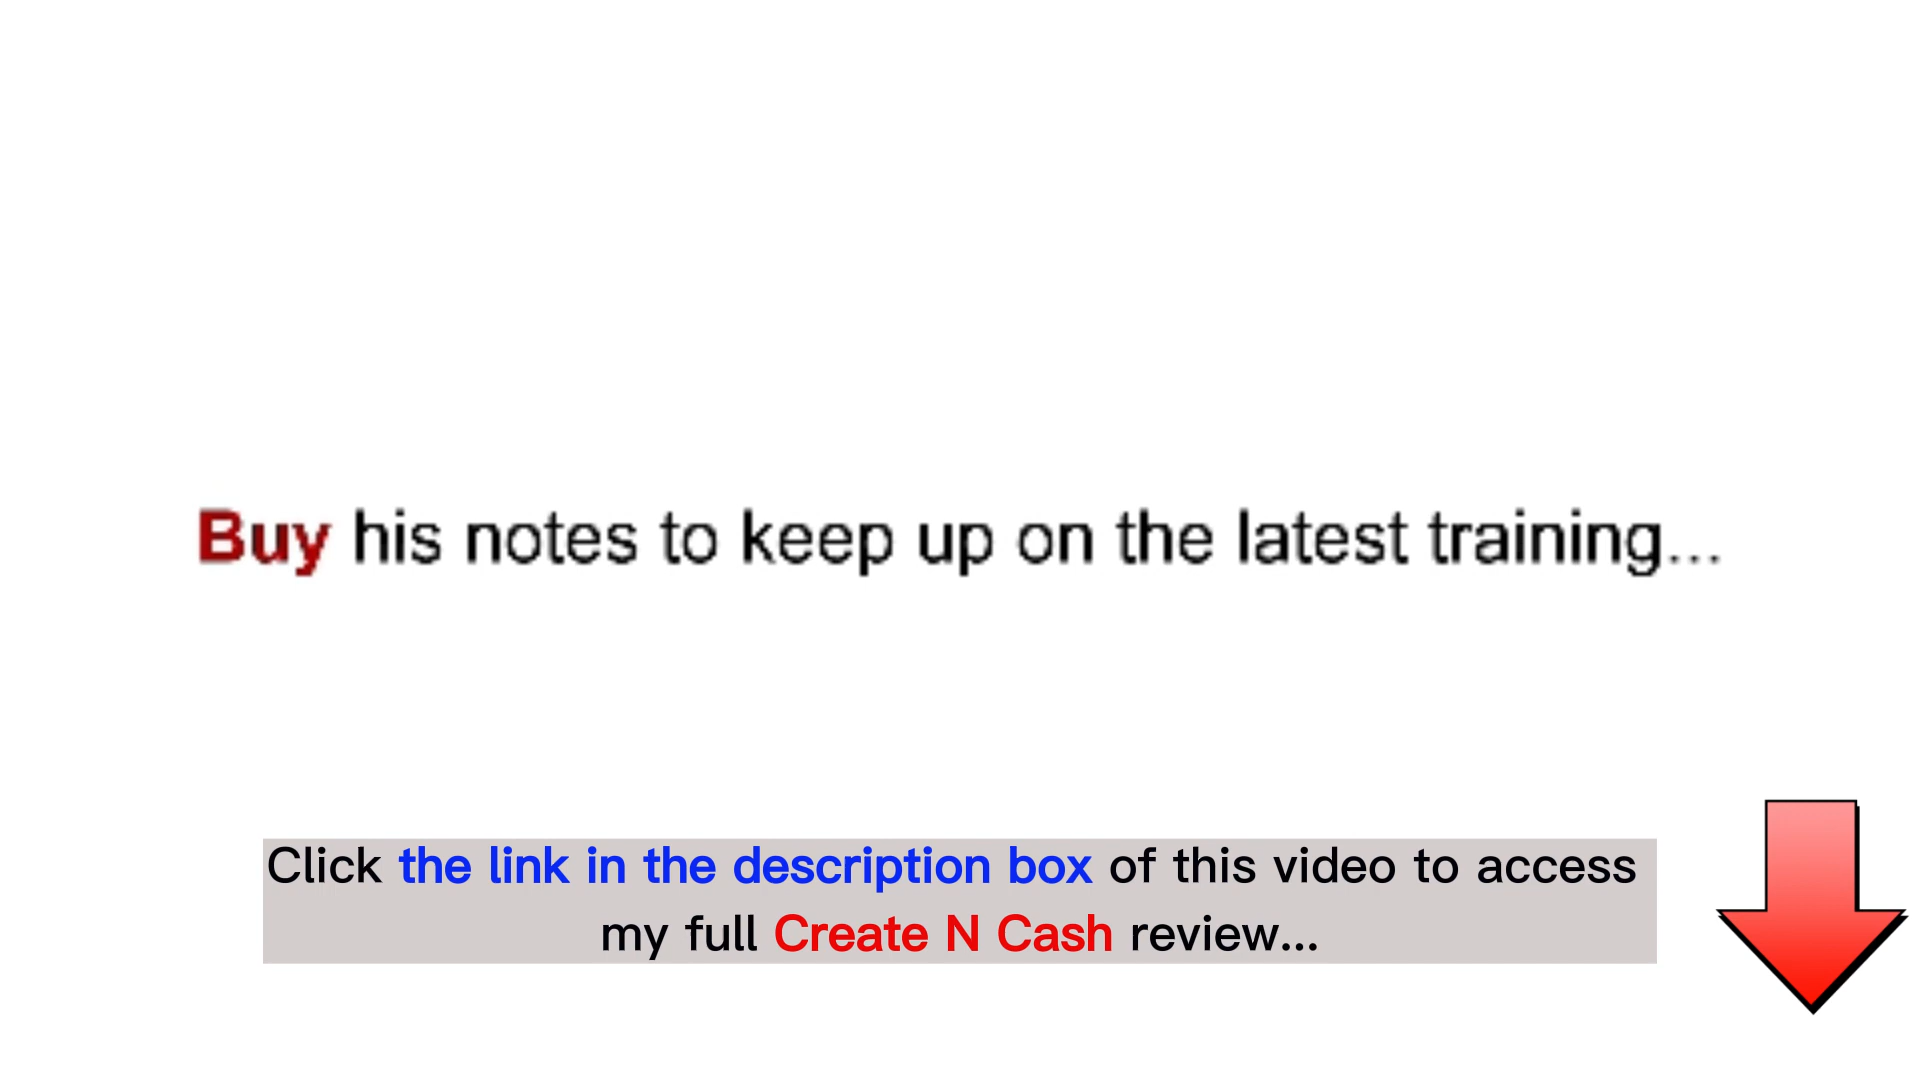 Buy his notes to keep up on the latest training...
Click the link in the description box of this video to access
my full Create N Cash review...